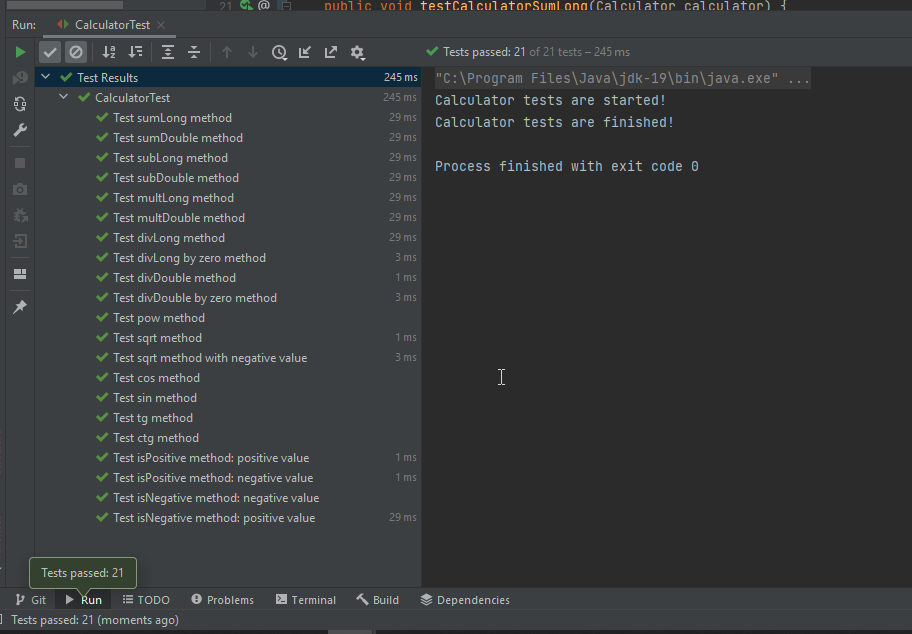 21 @ public void testCalculatorSumLong(Calculator calculator) {
Run: CalculatorTest
Tests passed: 21 of 21 tests – 245 ms
Test Results 245 ms
CalculatorTest 245 ms
Test sumLong method 29 ms
Test sumDouble method 29 ms
Test subLong method 29 ms
Test subDouble method 29 ms
Test multLong method 29 ms
Test multDouble method 29 ms
Test divLong method 29 ms
Test divLong by zero method 3 ms
Test divDouble method 1 ms
Test divDouble by zero method 3 ms
Test pow method
Test sqrt method 1 ms
Test sqrt method with negative value 3 ms
Test cos method
Test sin method
Test tg method
Test ctg method
Test isPositive method: positive value 1 ms
Test isPositive method: negative value 1 ms
Test isNegative method: negative value
Test isNegative method: positive value 29 ms
"C:\Program Files\Java\jdk-19\bin\java.exe" ...
Calculator tests are started!
Calculator tests are finished!
Process finished with exit code 0
Tests passed: 21
Git Run TODO Problems Terminal Build Dependencies
Tests passed: 21 (moments ago)